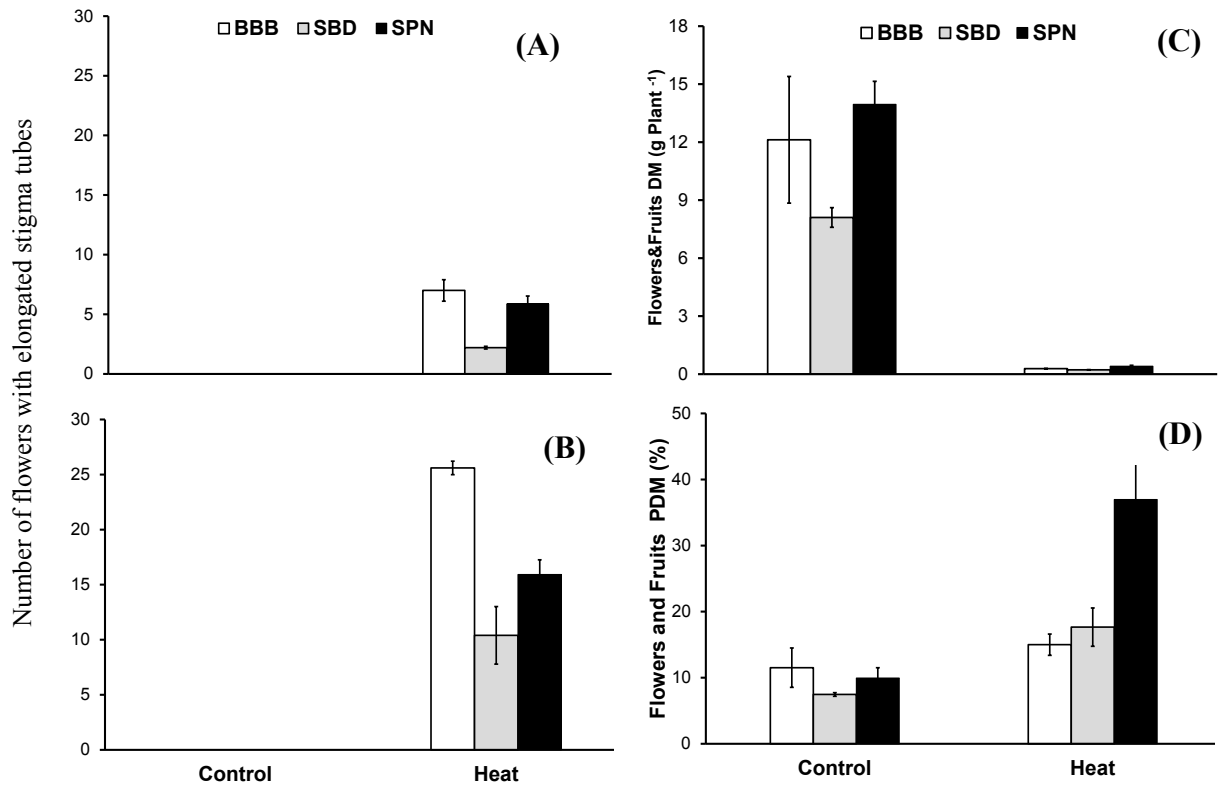 Number of flowers with elongated stigma tubes
BBB SBD SPN
(A)
30
25
20
15
10
5
0
(B)
30
25
20
15
10
5
0
Control Heat
Flowers&Fruits DM (g Plant -1)
BBB SBD SPN
(C)
18
15
12
9
6
3
0
Flowers and Fruits PDM (%)
(D)
50
40
30
20
10
0
Control Heat